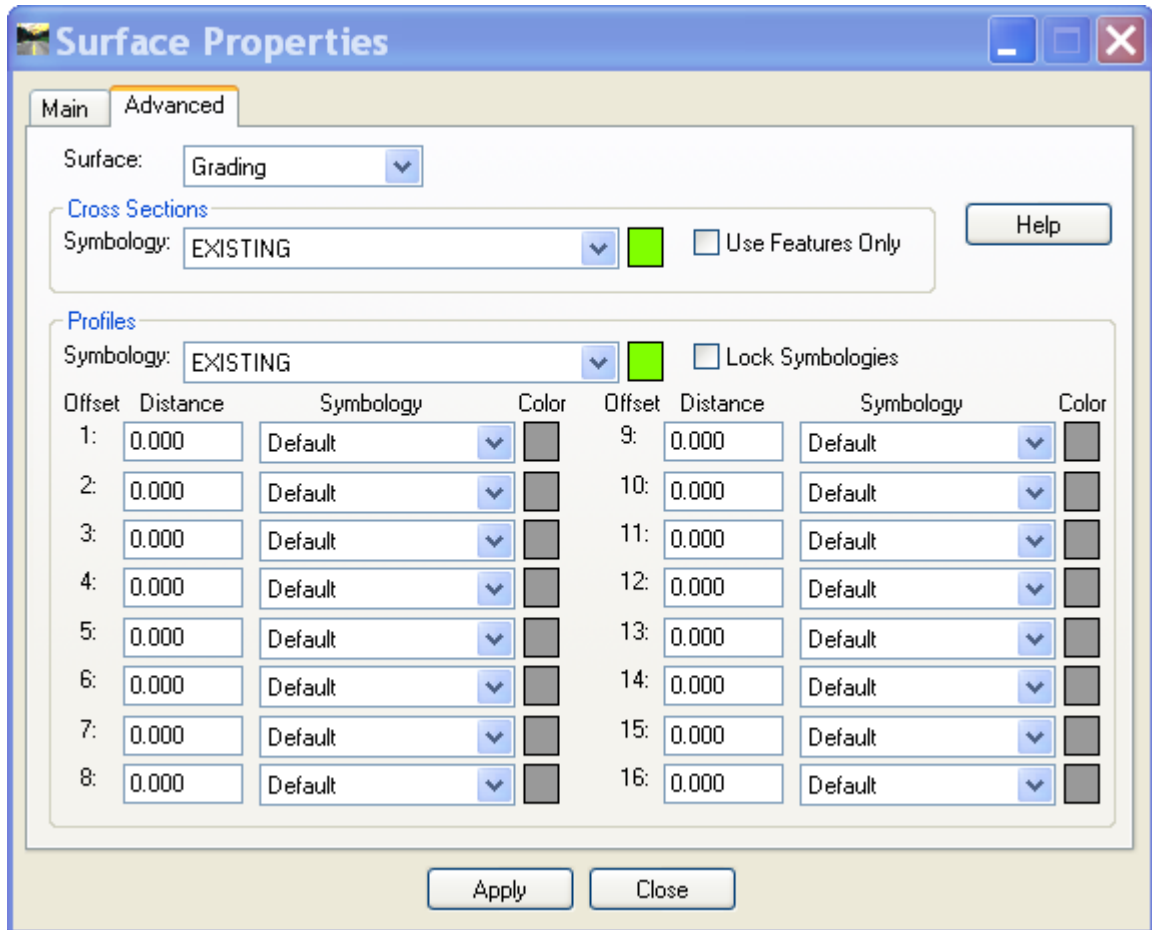 Surface Properties
Main Advanced
Surface: Grading
Cross Sections
Symbology: EXISTING Use Features Only Help
Profiles
Symbology: EXISTING Lock Symbologies
Offset Distance Symbology Color Offset Distance Symbology Color
1: 0.000 Default 9: 0.000 Default
2: 0.000 Default 10: 0.000 Default
3: 0.000 Default 11: 0.000 Default
4: 0.000 Default 12: 0.000 Default
5: 0.000 Default 13: 0.000 Default
6: 0.000 Default 14: 0.000 Default
7: 0.000 Default 15: 0.000 Default
8: 0.000 Default 16: 0.000 Default
Apply Close